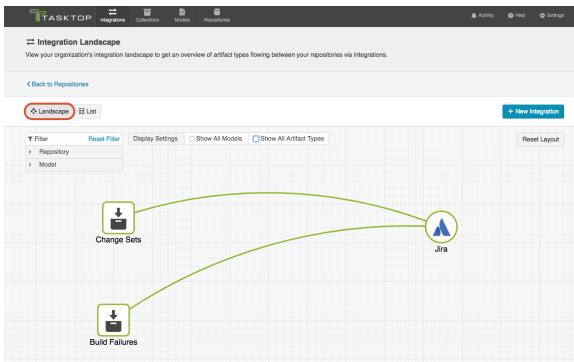 TASKTOP Integrations Collections Models Repositories Activity Help Settings
Integration Landscape
View your organization's integration landscape to get an overview of artifact types flowing between your repositories via integrations.
Back to Repositories
Landscape List + New Integration
Filter Reset Filter Display Settings Show All Models Show All Artifact Types Reset Layout
Repository
Model
Change Sets
Jira
Build Failures